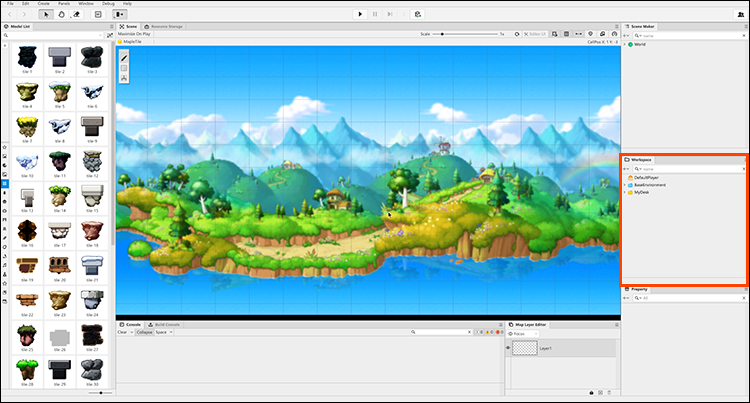 File Edit Create Panels Window Debug Help
Model List
Scene
Resource Storage
Scene Maker
Maximize On Play
Scale
1x
Editor UI
name
MapleTile
World
tile-1 tile-2 tile-3
tile-4 tile-5 tile-6
tile-7 tile-8 tile-9
tile-10 tile-11 tile-12
tile-13 tile-14 tile-15
tile-16 tile-17 tile-18
tile-19 tile-20 tile-21
tile-22 tile-23 tile-24
tile-25 tile-26 tile-27
tile-28 tile-29 tile-30
Workspace
name
DefaultPlayer
BaseEnvironment
MyDesk
Property
Console
Build Console
Clear Collapse Space
Map Layer Editor
Focus
Layer1